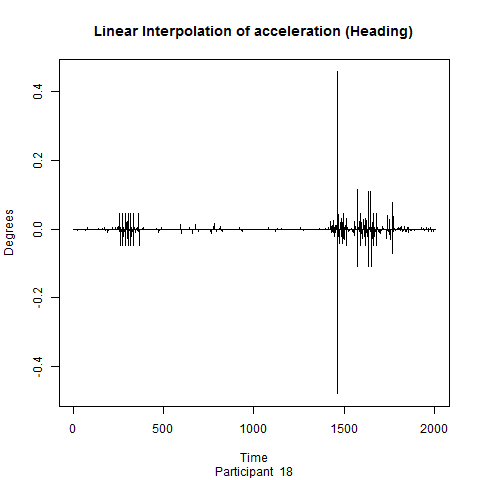 Linear Interpolation of acceleration (Heading)
Degrees
0.4
0.2
0.0
-0.2
-0.4
0 500 1000 1500 2000
Time
Participant 18